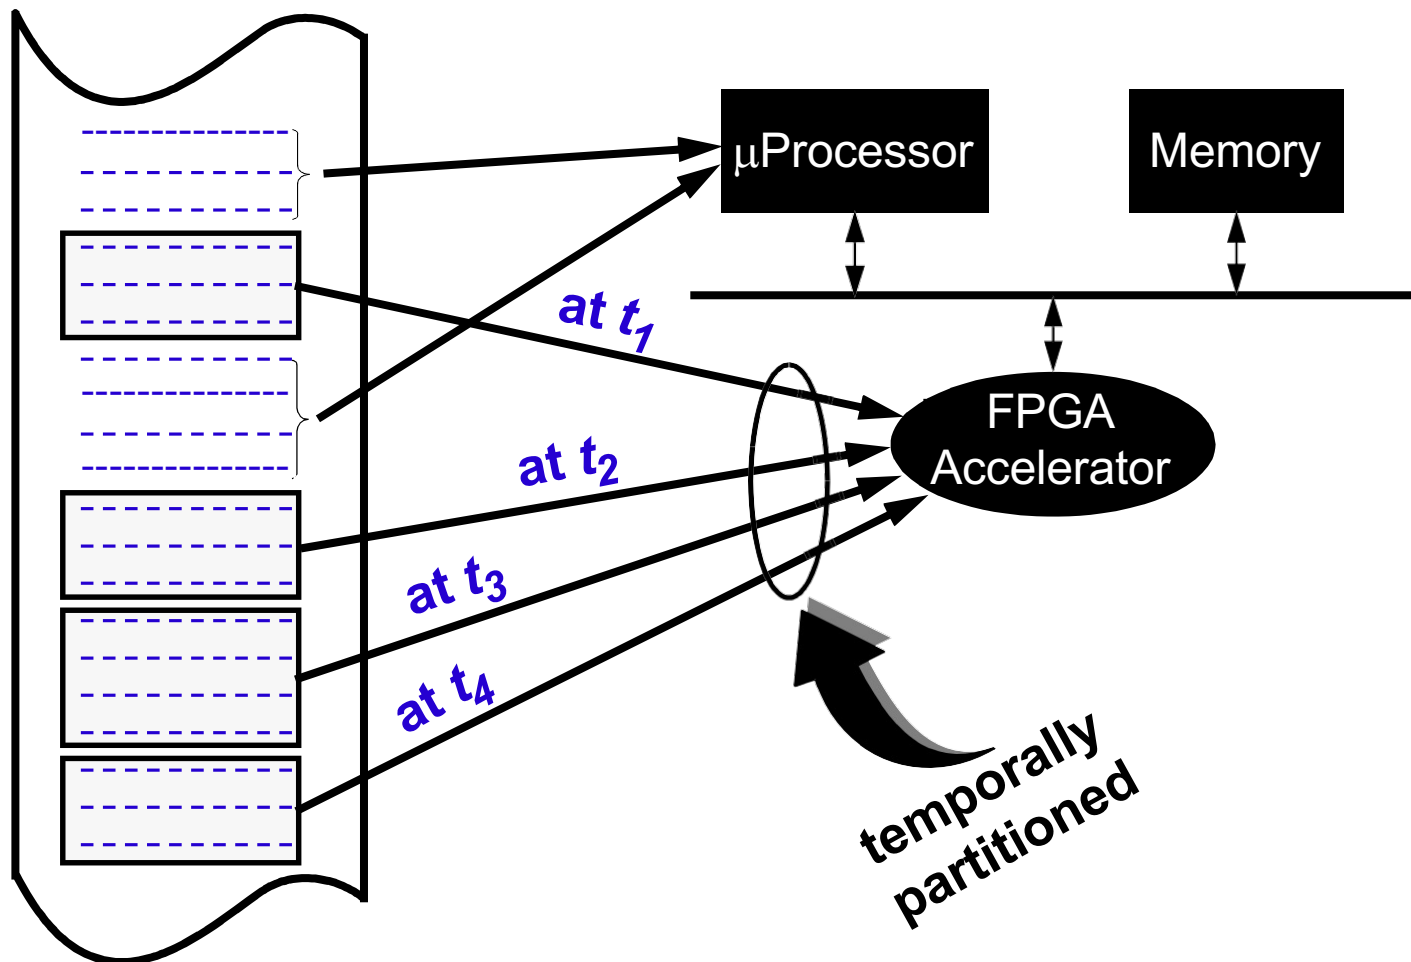 μProcessor
Memory
at t1
FPGA
Accelerator
at t2
at t3
at t4
temporally
partitioned